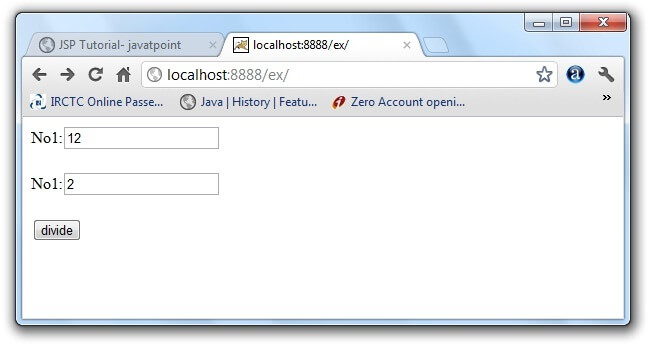 JSP Tutorial- javatpoint
localhost:8888/ex/
localhost:8888/ex/
IRCTC Online Passe...
Java | History | Featu...
Zero Account openi...
»
No1: 12
No1: 2
divide